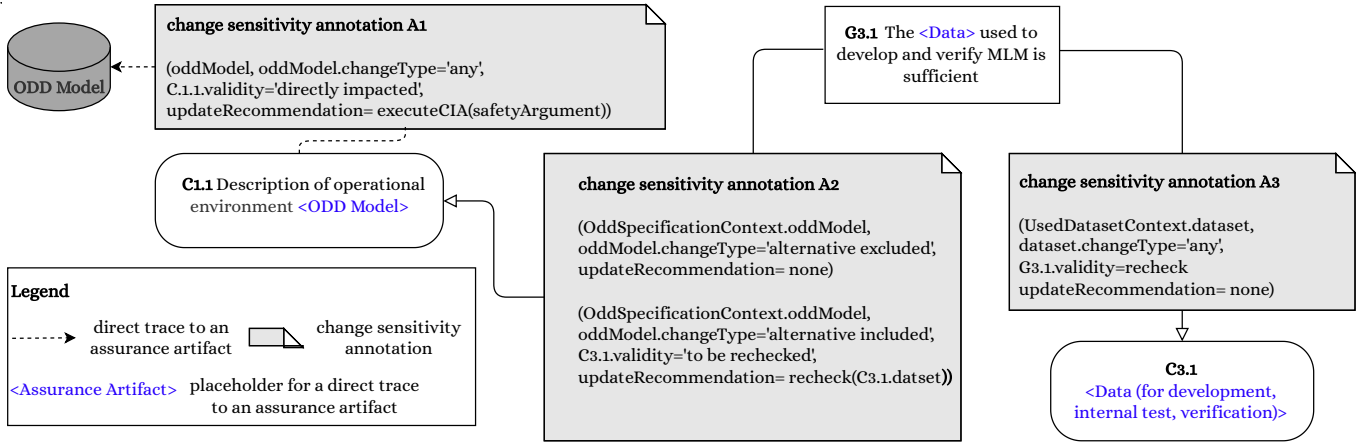 ODD Model
change sensitivity annotation A1
(oddModel, oddModel.changeType='any',
C.1.1.validity='directly impacted',
updateRecommendation= executeCIA(safetyArgument))
G3.1 The <Data> used to
develop and verify MLM is
sufficient
C1.1 Description of operational
environment <ODD Model>
change sensitivity annotation A2
(OddSpecificationContext.oddModel,
oddModel.changeType='alternative excluded',
updateRecommendation= none)
(OddSpecificationContext.oddModel,
oddModel.changeType='alternative included',
C3.1.validity='to be rechecked',
updateRecommendation= recheck(C3.1.datset))
change sensitivity annotation A3
(UsedDatasetContext.dataset,
dataset.changeType='any',
G3.1.validity=recheck
updateRecommendation= none)
C3.1
<Data (for development,
internal test, verification)>
Legend
direct trace to an
assurance artifact
change sensitivity
annotation
<Assurance Artifact>
placeholder for a direct trace
to an assurance artifact